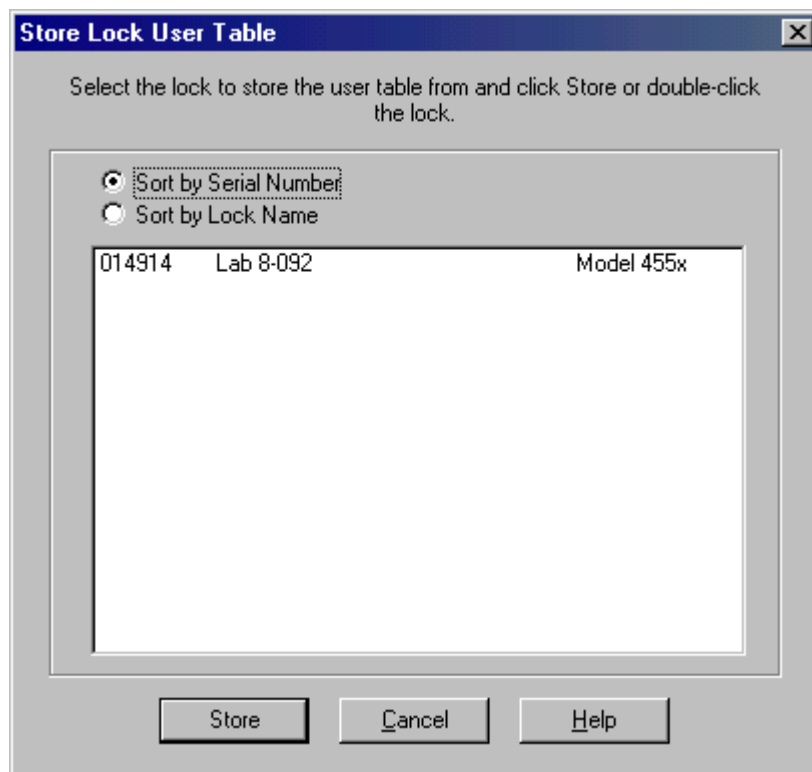 Store Lock User Table
Select the lock to store the user table from and click Store or double-click
the lock.
Sort by Serial Number
Sort by Lock Name
014914 Lab 8-092 Model 455x
Store Cancel Help